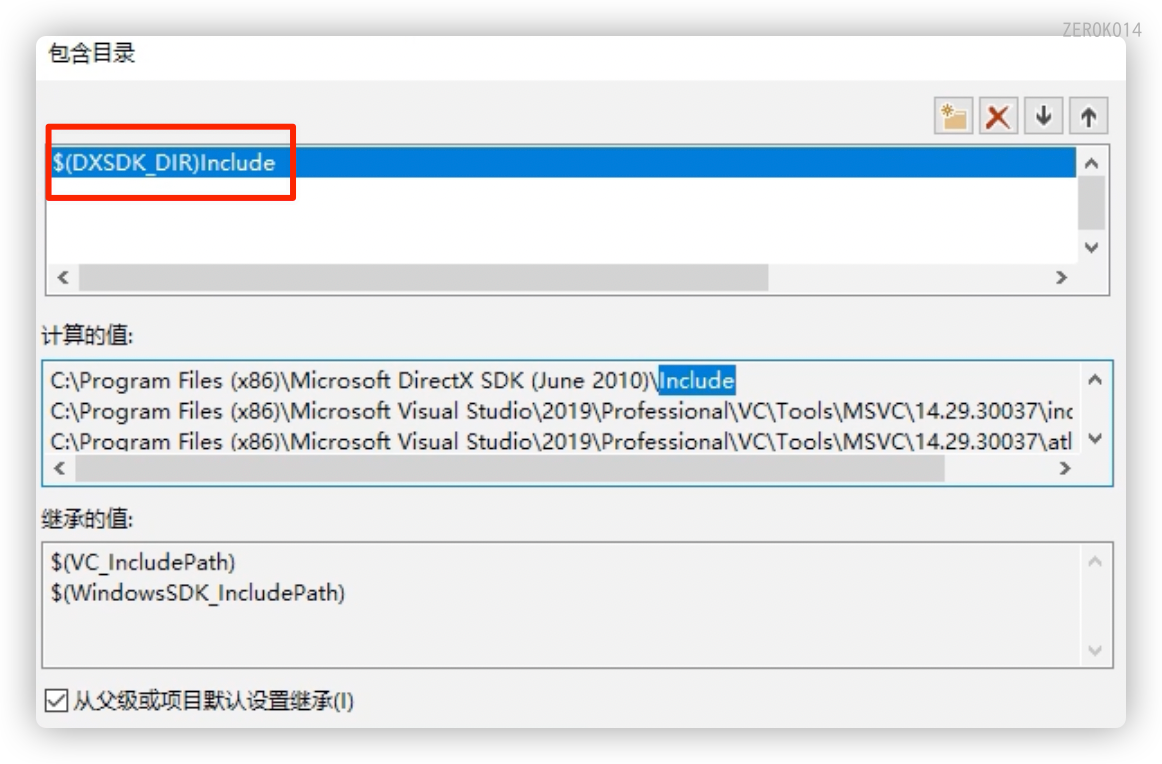 ZER0K014
包含目录
$(DXSDK_DIR)Include
计算的值:
C:\Program Files (x86)\Microsoft DirectX SDK (June 2010)\Include
C:\Program Files (x86)\Microsoft Visual Studio\2019\Professional\VC\Tools\MSVC\14.29.30037\inc
C:\Program Files (x86)\Microsoft Visual Studio\2019\Professional\VC\Tools\MSVC\14.29.30037\atl
继承的值:
$(VC_IncludePath)
$(WindowsSDK_IncludePath)
从父级或项目默认设置继承(I)